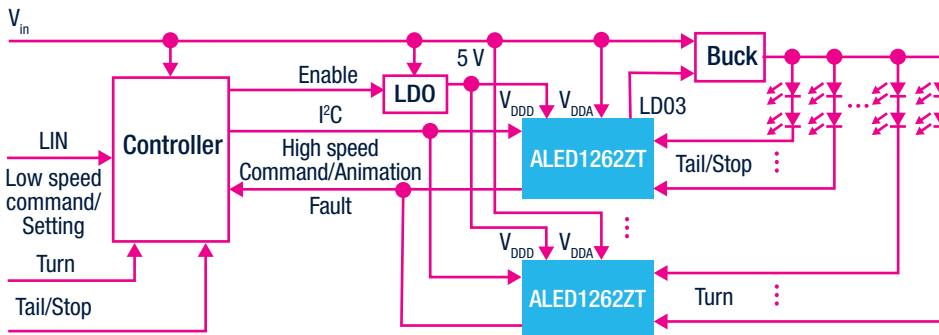 Vin
Buck
5 V
Enable
LDO
VDDD
VDDA
LD03
I²C
LIN
Controller
High speed
Command/Animation
ALED1262ZT
Tail/Stop
Low speed
command/
Setting
Fault
VDDD
VDDA
Turn
ALED1262ZT
Turn
Tail/Stop